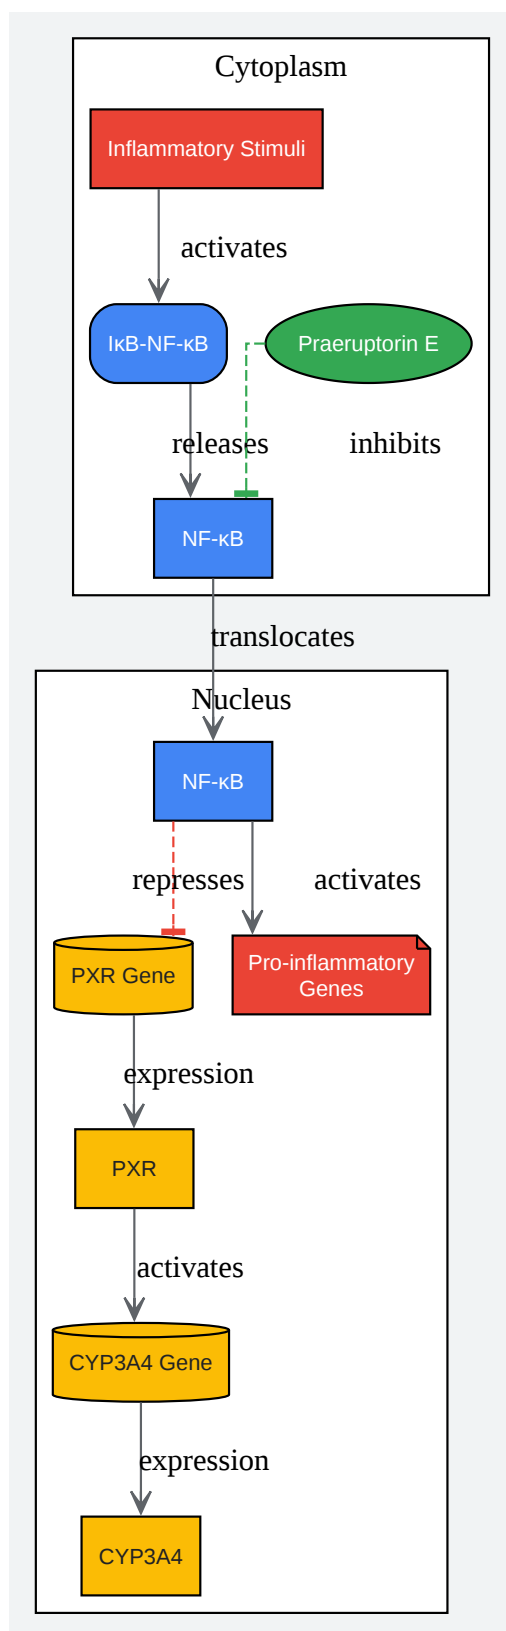 Cytoplasm
Inflammatory Stimuli
activates
IκB-NF-κB
Praeruptorin E
releases
inhibits
NF-κB
translocates
Nucleus
NF-κB
represses
activates
PXR Gene
Pro-inflammatory
Genes
expression
PXR
activates
CYP3A4 Gene
expression
CYP3A4